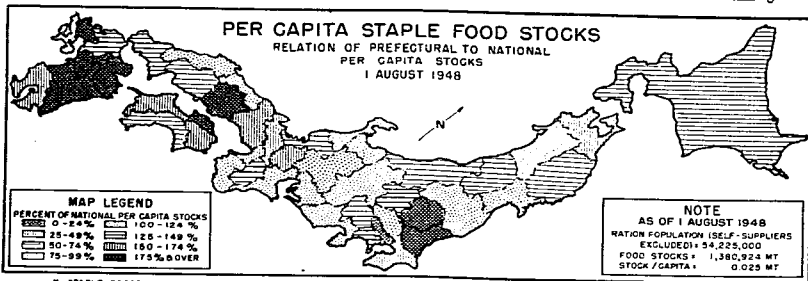 PER CAPITA STAPLE FOOD STOCKS
RELATION OF PREFECTURAL TO NATIONAL
PER CAPITA STOCKS
1 AUGUST 1948
N
MAP LEGEND
PERCENT OF NATIONAL PER CAPITA STOCKS
0-24%
25-49%
50-74%
75-99%
100-124%
125-149%
150-174%
175% & OVER
NOTE
AS OF 1 AUGUST 1948
RATION POPULATION (SELF-SUPPLIERS
EXCLUDED): 54,225,000
FOOD STOCKS = 1,380,924 MT
STOCK/CAPITA = 0.025 MT